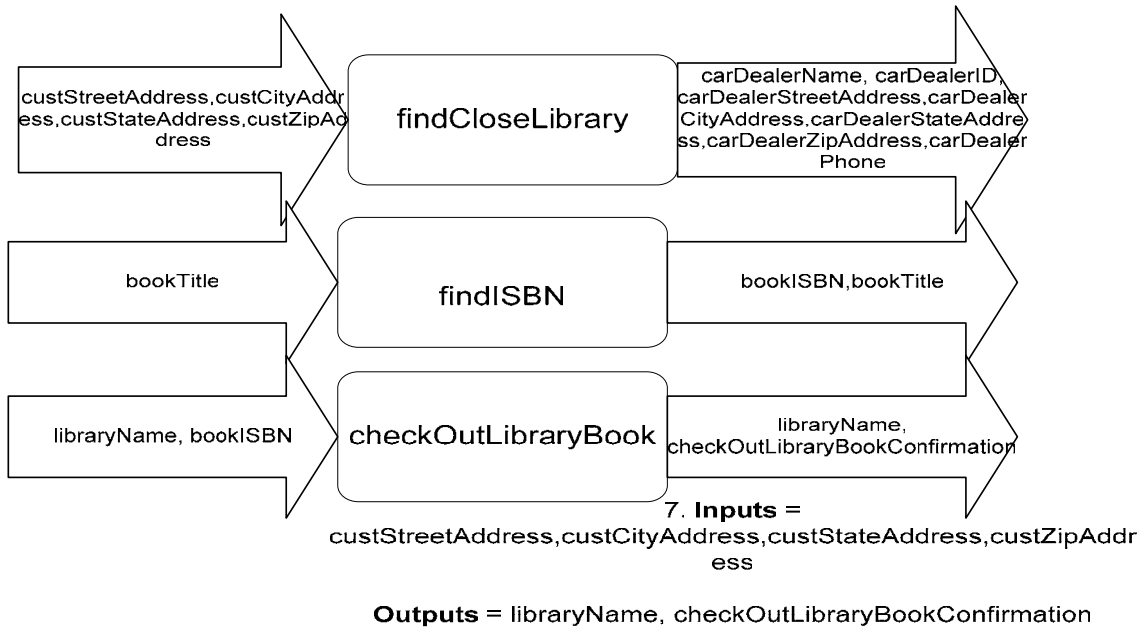 custStreetAddress,custCityAddr
ess,custStateAddress,custZipAd
dress
findCloseLibrary
carDealerName, carDealerID,
carDealerStreetAddress,carDealer
CityAddress,carDealerStateAddre
ss,carDealerZipAddress,carDealer
Phone
bookTitle
findISBN
bookISBN,bookTitle
libraryName, bookISBN
checkOutLibraryBook
libraryName,
checkOutLibraryBookConfirmation
7. Inputs =
custStreetAddress,custCityAddress,custStateAddress,custZipAddr
ess
Outputs = libraryName, checkOutLibraryBookConfirmation